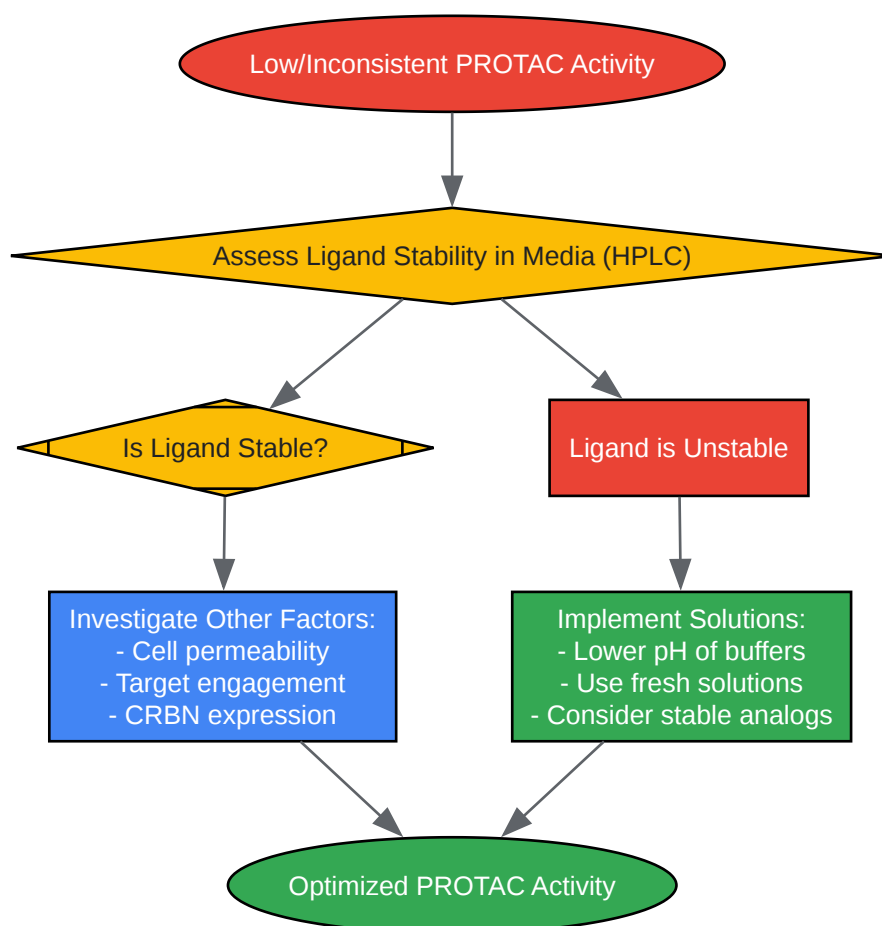 Low/Inconsistent PROTAC Activity
Assess Ligand Stability in Media (HPLC)
Is Ligand Stable?
Ligand is Unstable
Investigate Other Factors:
- Cell permeability
- Target engagement
- CRBN expression
Implement Solutions:
- Lower pH of buffers
- Use fresh solutions
- Consider stable analogs
Optimized PROTAC Activity